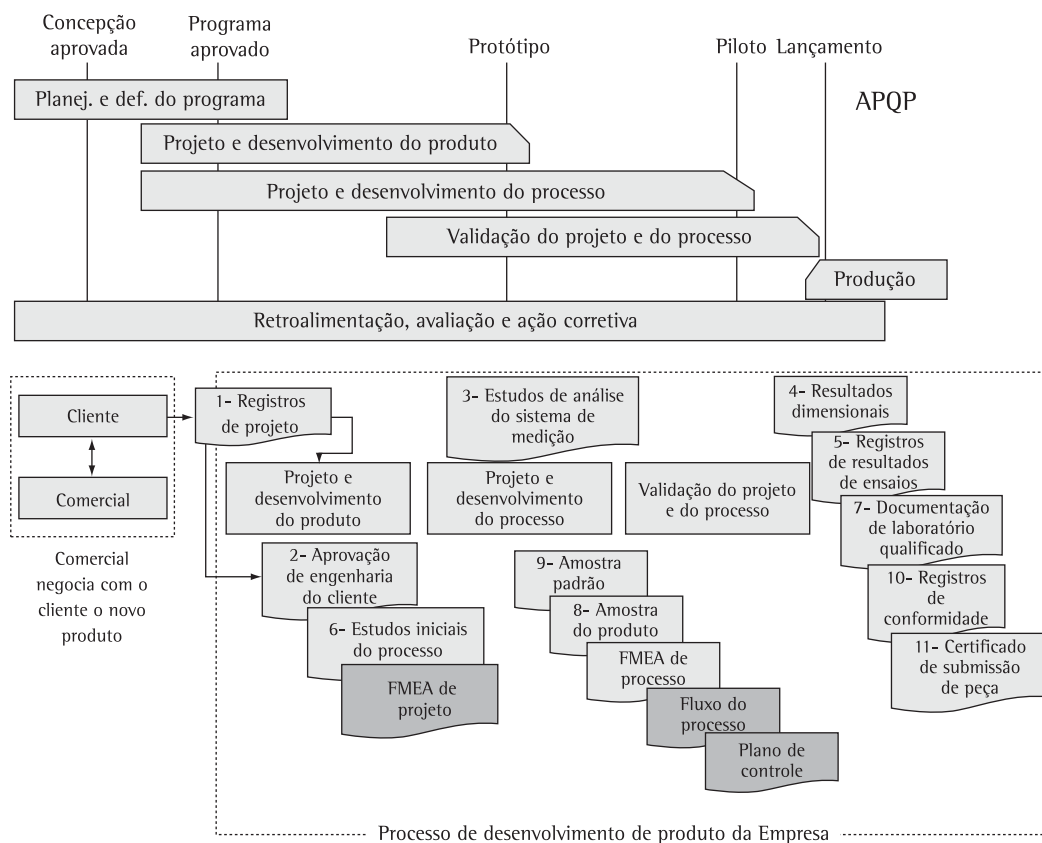 Concepção
aprovada
Programa
aprovado
Protótipo
Piloto
Lançamento
APQP
Planej. e def. do programa
Projeto e desenvolvimento do produto
Projeto e desenvolvimento do processo
Validação do projeto e do processo
Produção
Retroalimentação, avaliação e ação corretiva
Cliente
Comercial
Comercial
negocia com o
cliente o novo
produto
1- Registros
de projeto
3- Estudos de análise
do sistema de
medição
4- Resultados
dimensionais
5- Registros
de resultados
de ensaios
Projeto e
desenvolvimento
do produto
Projeto e
desenvolvimento
do processo
Validação do projeto
e do processo
7- Documentação
de laboratório
qualificado
2- Aprovação
de engenharia
do cliente
6- Estudos iniciais
do processo
FMEA de
projeto
9- Amostra
padrão
8- Amostra
do produto
FMEA de
processo
Fluxo do
processo
Plano de
controle
10- Registros
de
conformidade
11- Certificado
de submissão
de peça
Processo de desenvolvimento de produto da Empresa